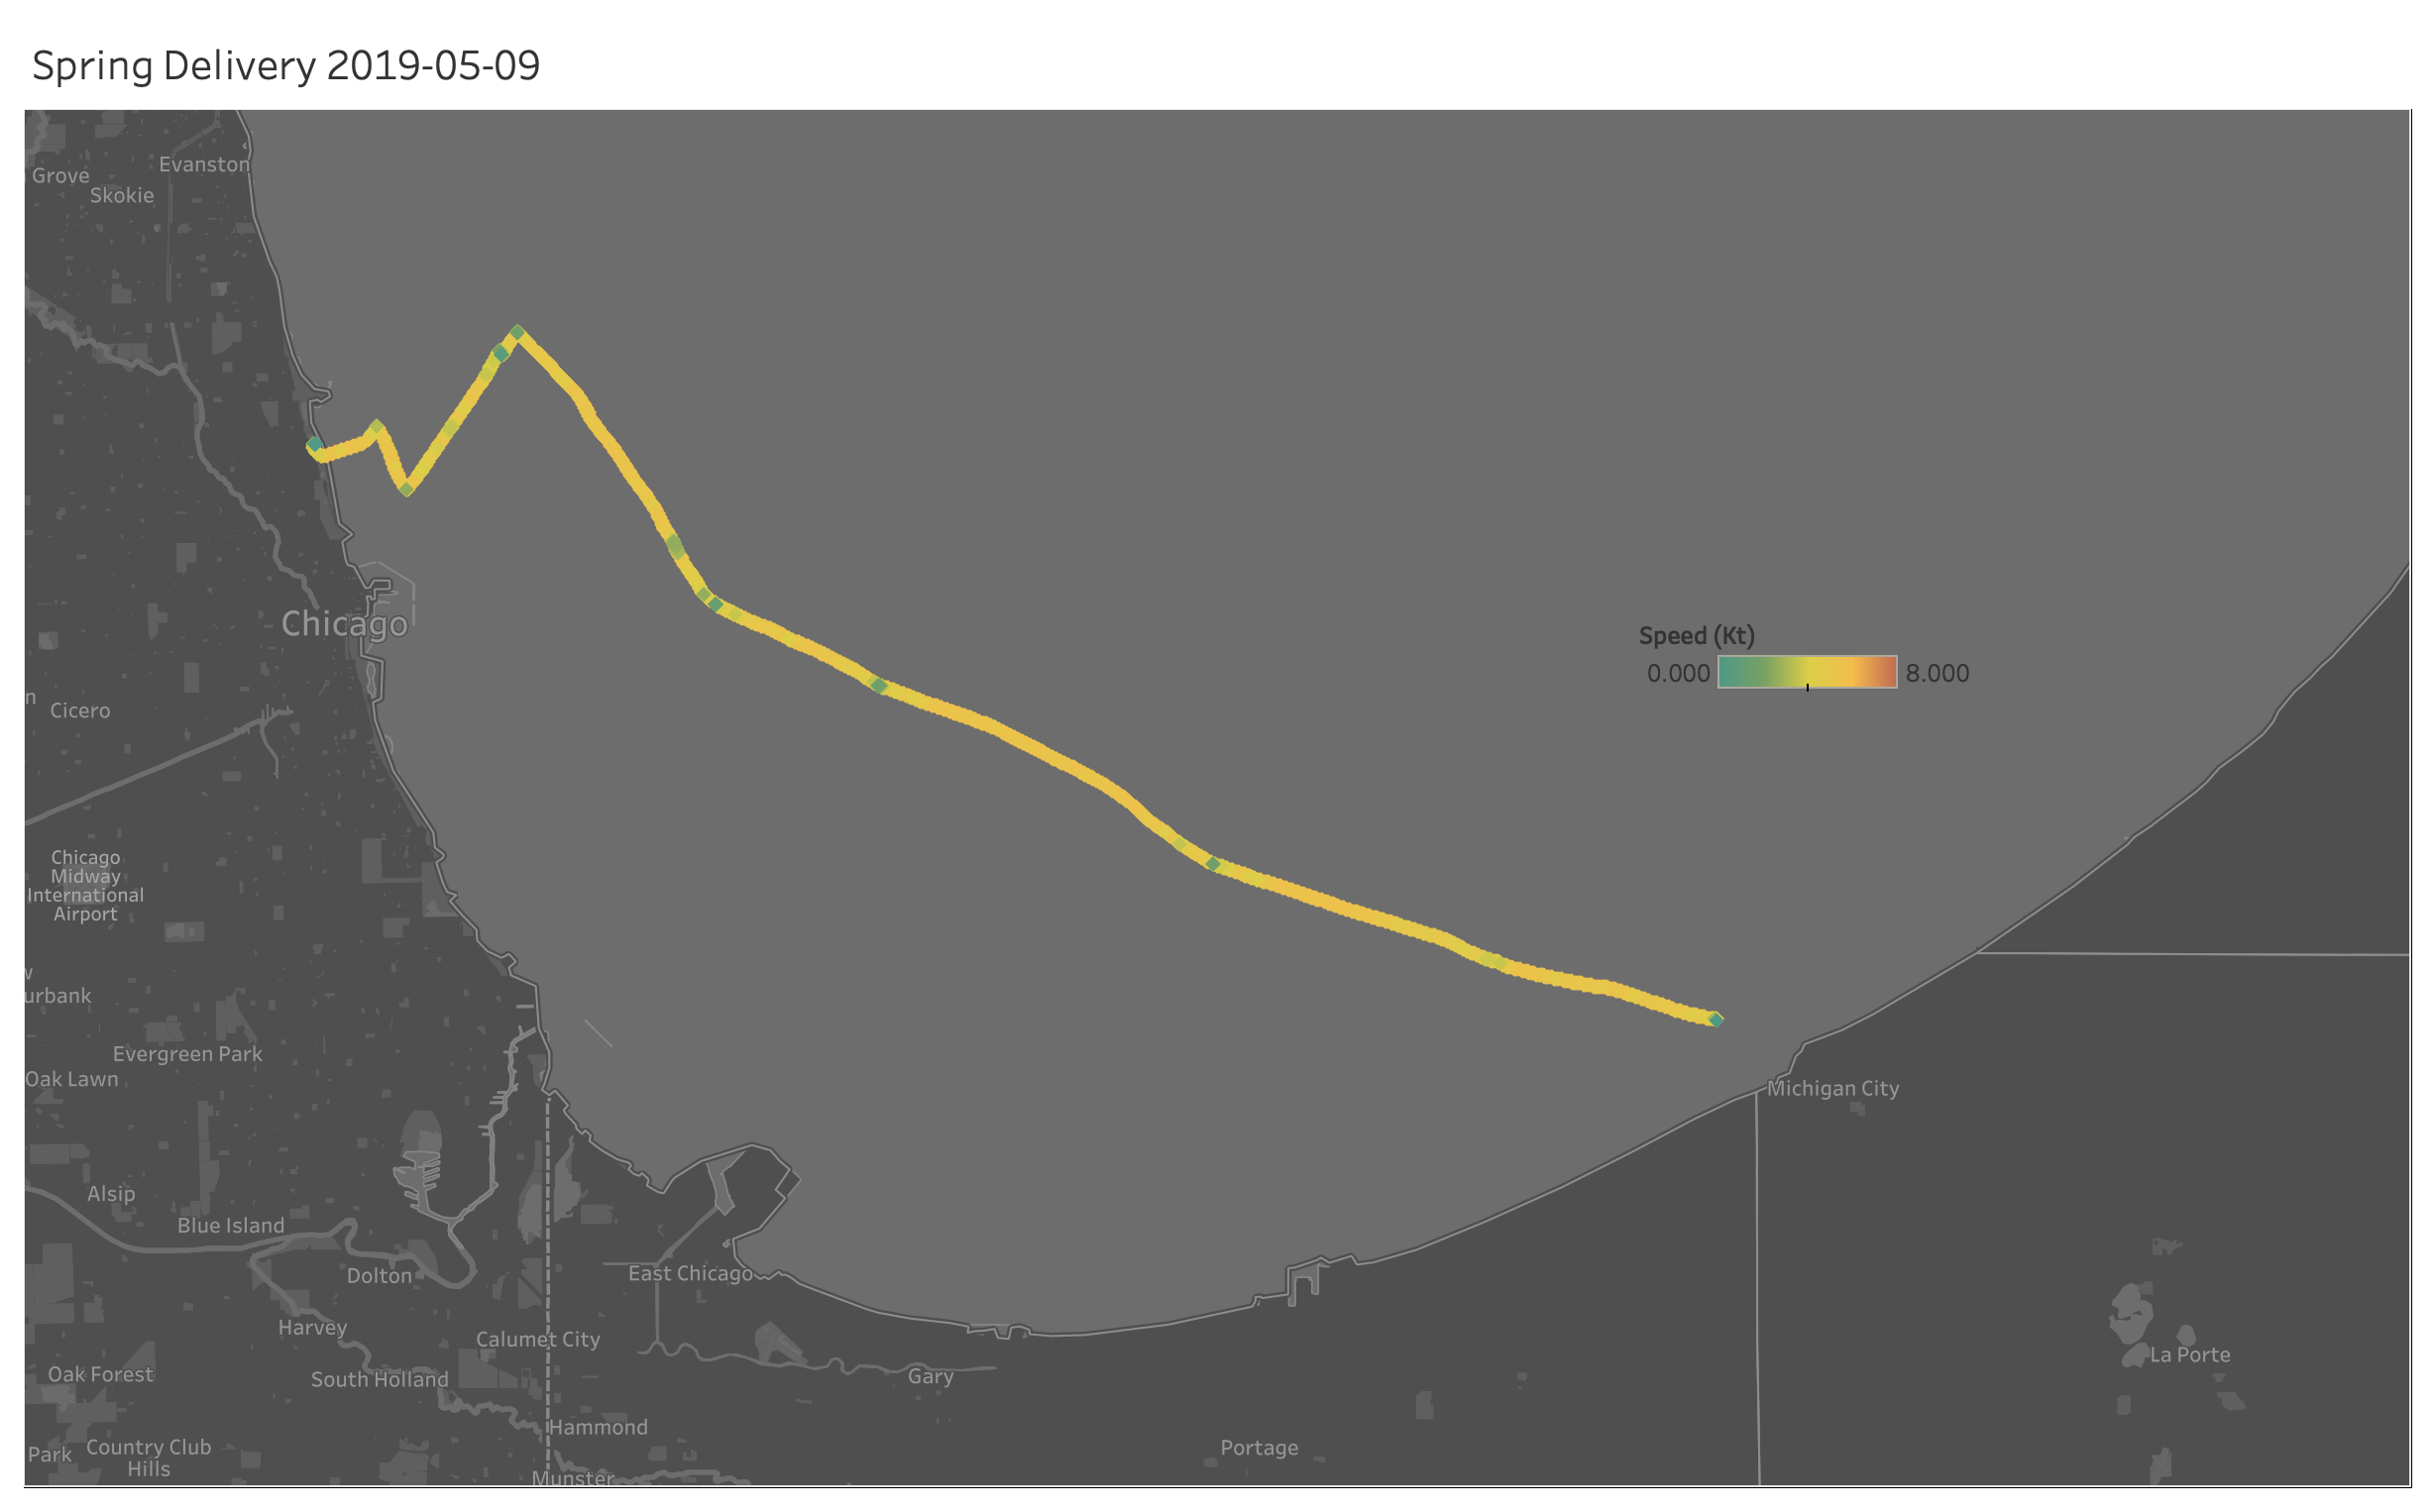 Spring Delivery 2019-05-09
Evanston
Grove
Skokie
Chicago
Speed (Kt)
0.000 8.000
n
Cicero
Chicago
Midway
International
Airport
urbank
Evergreen Park
Oak Lawn
Michigan City
Alsip
Blue Island
East Chicago
Dolton
Harvey
Calumet City
La Porte
Oak Forest
South Holland
Gary
Hammond
Portage
Park
Country Club
Hills
Munster